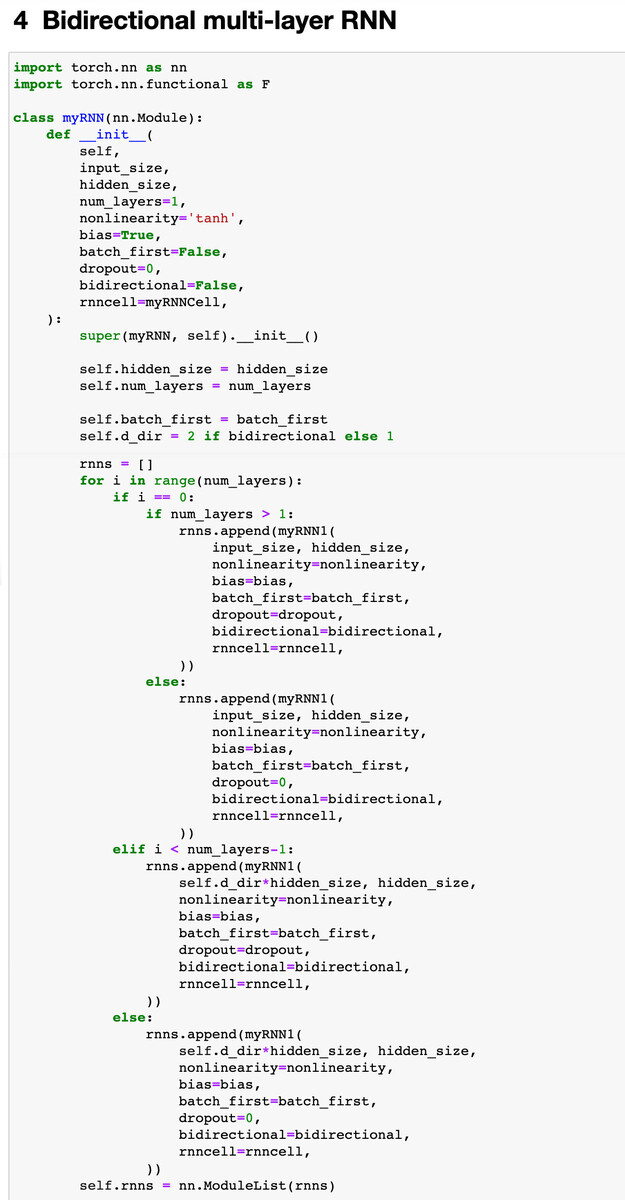 4 Bidirectional multi-layer RNN
import torch.nn as nn
import torch.nn.functional as F

class myRNN(nn.Module):
    def __init__(
        self,
        input_size,
        hidden_size,
        num_layers=1,
        nonlinearity='tanh',
        bias=True,
        batch_first=False,
        dropout=0,
        bidirectional=False,
        rnncell=myRNNCell,
    ):
        super(myRNN, self).__init__()

        self.hidden_size = hidden_size
        self.num_layers = num_layers

        self.batch_first = batch_first
        self.d_dir = 2 if bidirectional else 1

        rnns = []
        for i in range(num_layers):
            if i == 0:
                if num_layers > 1:
                    rnns.append(myRNN1(
                        input_size, hidden_size,
                        nonlinearity=nonlinearity,
                        bias=bias,
                        batch_first=batch_first,
                        dropout=dropout,
                        bidirectional=bidirectional,
                        rnncell=rnncell,
                    ))
                else:
                    rnns.append(myRNN1(
                        input_size, hidden_size,
                        nonlinearity=nonlinearity,
                        bias=bias,
                        batch_first=batch_first,
                        dropout=0,
                        bidirectional=bidirectional,
                        rnncell=rnncell,
                    ))
            elif i < num_layers-1:
                rnns.append(myRNN1(
                    self.d_dir*hidden_size, hidden_size,
                    nonlinearity=nonlinearity,
                    bias=bias,
                    batch_first=batch_first,
                    dropout=dropout,
                    bidirectional=bidirectional,
                    rnncell=rnncell,
                ))
            else:
                rnns.append(myRNN1(
                    self.d_dir*hidden_size, hidden_size,
                    nonlinearity=nonlinearity,
                    bias=bias,
                    batch_first=batch_first,
                    dropout=0,
                    bidirectional=bidirectional,
                    rnncell=rnncell,
                ))
        self.rnns = nn.ModuleList(rnns)